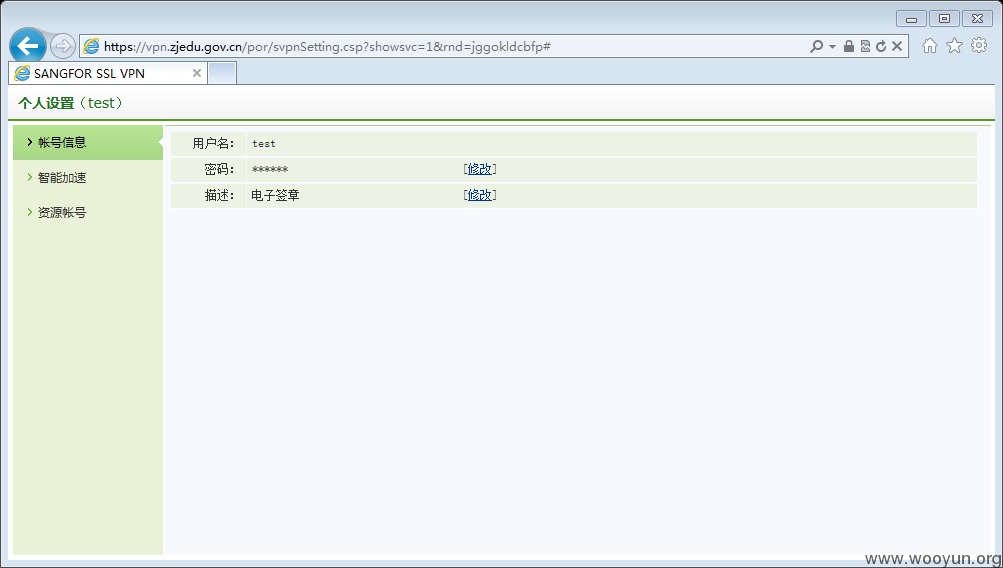 https://vpn.zjedu.gov.cn/por/svpnSetting.csp?showsvc=1&rnd=jggokldcbfp#
SANGFOR SSL VPN
个人设置（test）
帐号信息
智能加速
资源帐号
用户名： test
密码： ****** [修改]
描述： 电子签章 [修改]
www.wooyun.org